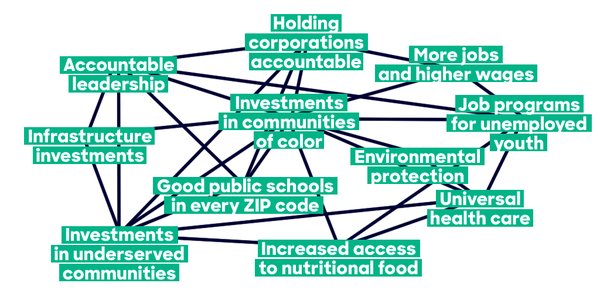 Holding
corporations
accountable
More jobs
and higher wages
Accountable
leadership
Investments
in communities
of color
Job programs
for unemployed
youth
Infrastructure
investments
Environmental
protection
Good public schools
in every ZIP code
Universal
health care
Investments
in underserved
communities
Increased access
to nutritional food